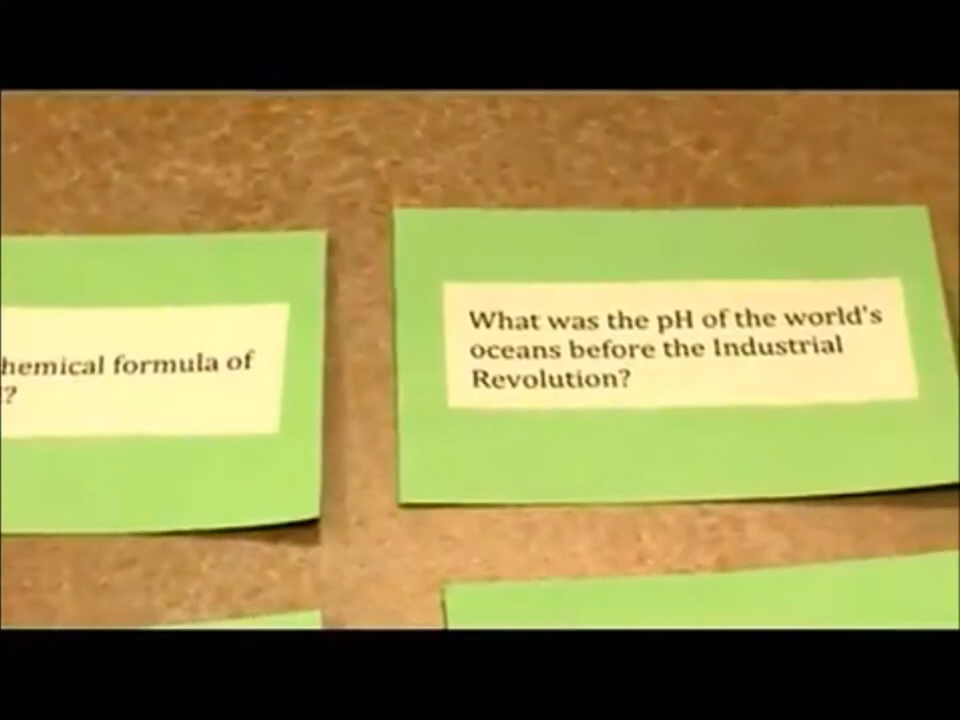 hemical formula of
?
What was the pH of the world's
oceans before the Industrial
Revolution?